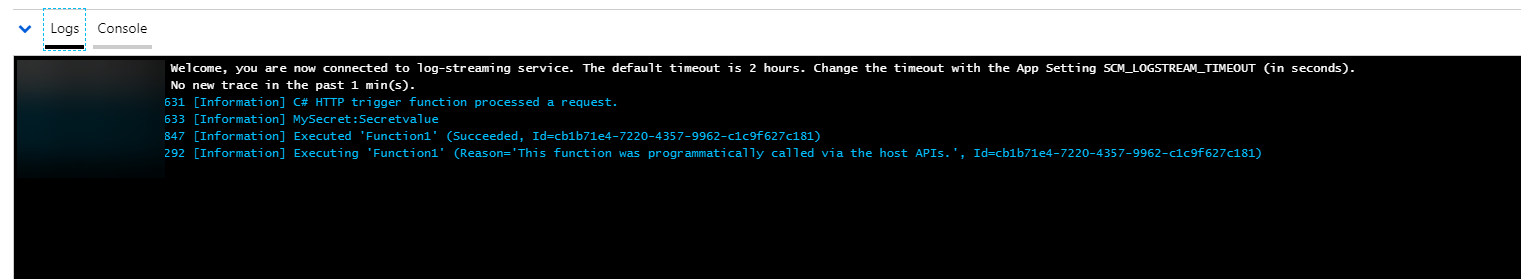 Logs Console
Welcome, you are now connected to log-streaming service. The default timeout is 2 hours. Change the timeout with the App Setting SCM_LOGSTREAM_TIMEOUT (in seconds).
No new trace in the past 1 min(s).
631 [Information] C# HTTP trigger function processed a request.
633 [Information] MySecret:Secretvalue
847 [Information] Executed 'Function1' (Succeeded, Id=cb1b71e4-7220-4357-9962-c1c9f627c181)
292 [Information] Executing 'Function1' (Reason='This function was programmatically called via the host APIs.', Id=cb1b71e4-7220-4357-9962-c1c9f627c181)